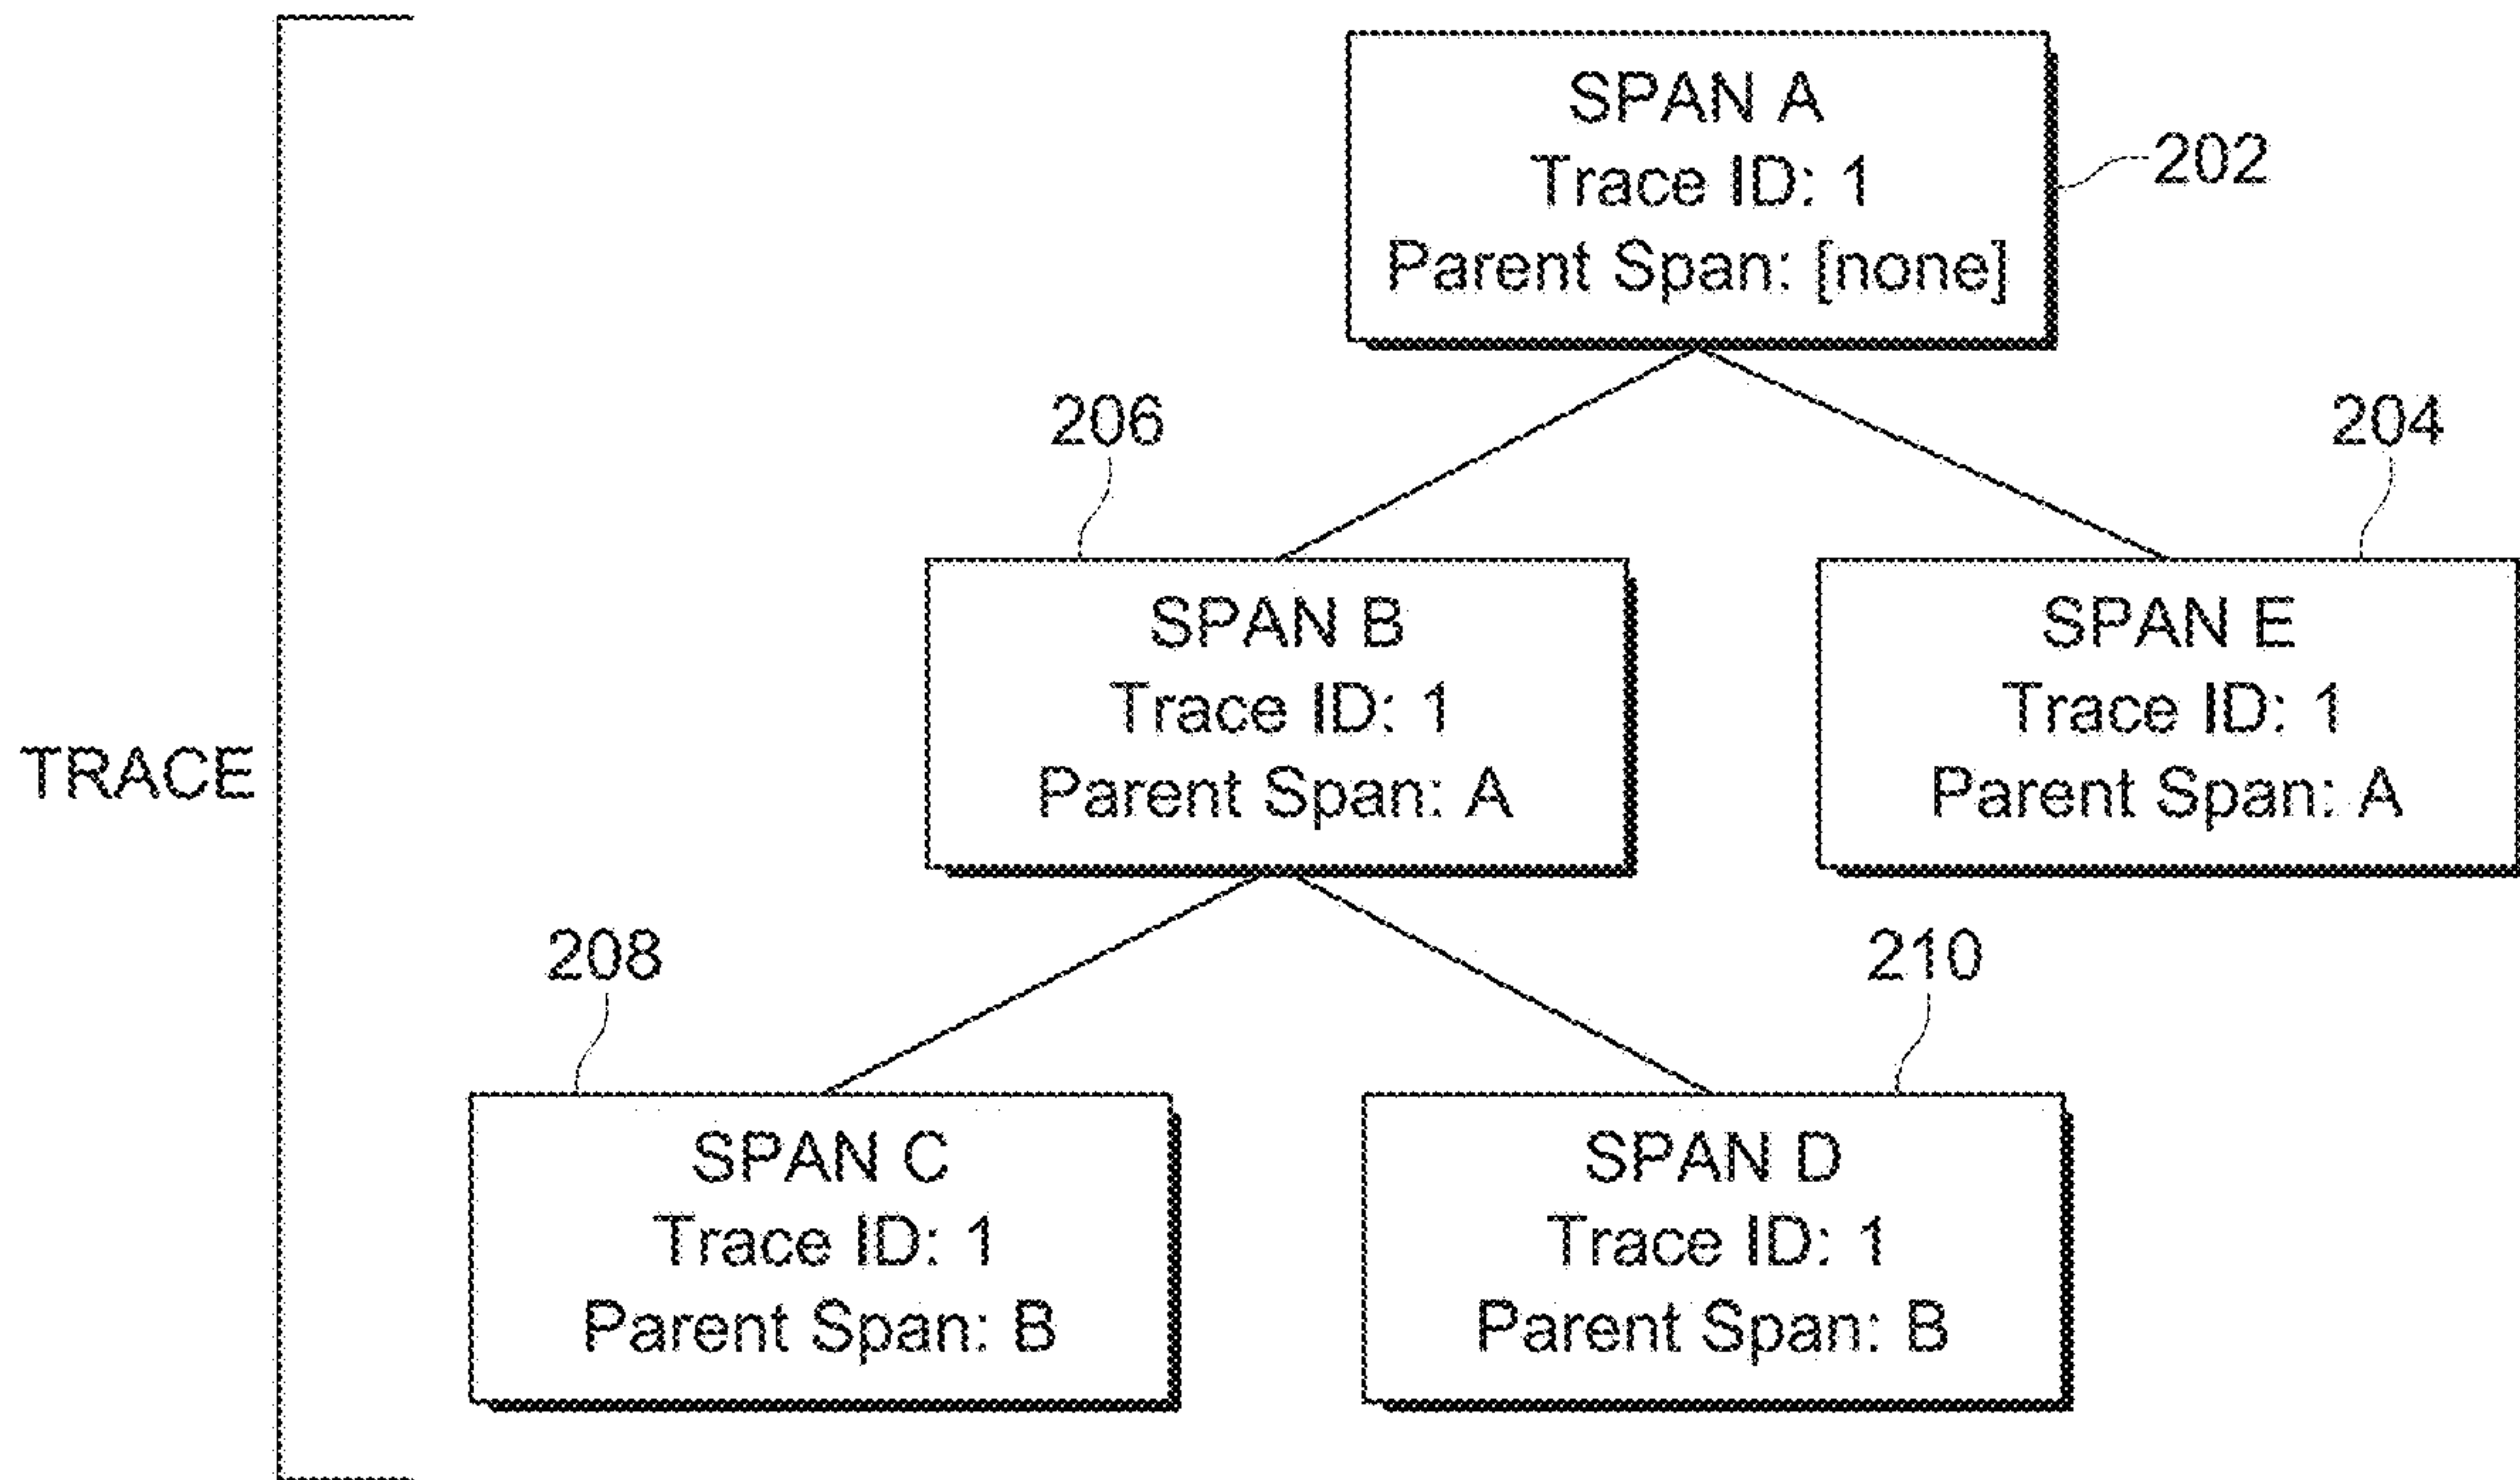 SPAN A
Trace ID: 1
Parent Span: [none]
202
206
204
SPAN B
Trace ID: 1
Parent Span: A
SPAN E
Trace ID: 1
Parent Span: A
TRACE
208
210
SPAN C
Trace ID: 1
Parent Span: B
SPAN D
Trace ID: 1
Parent Span: B